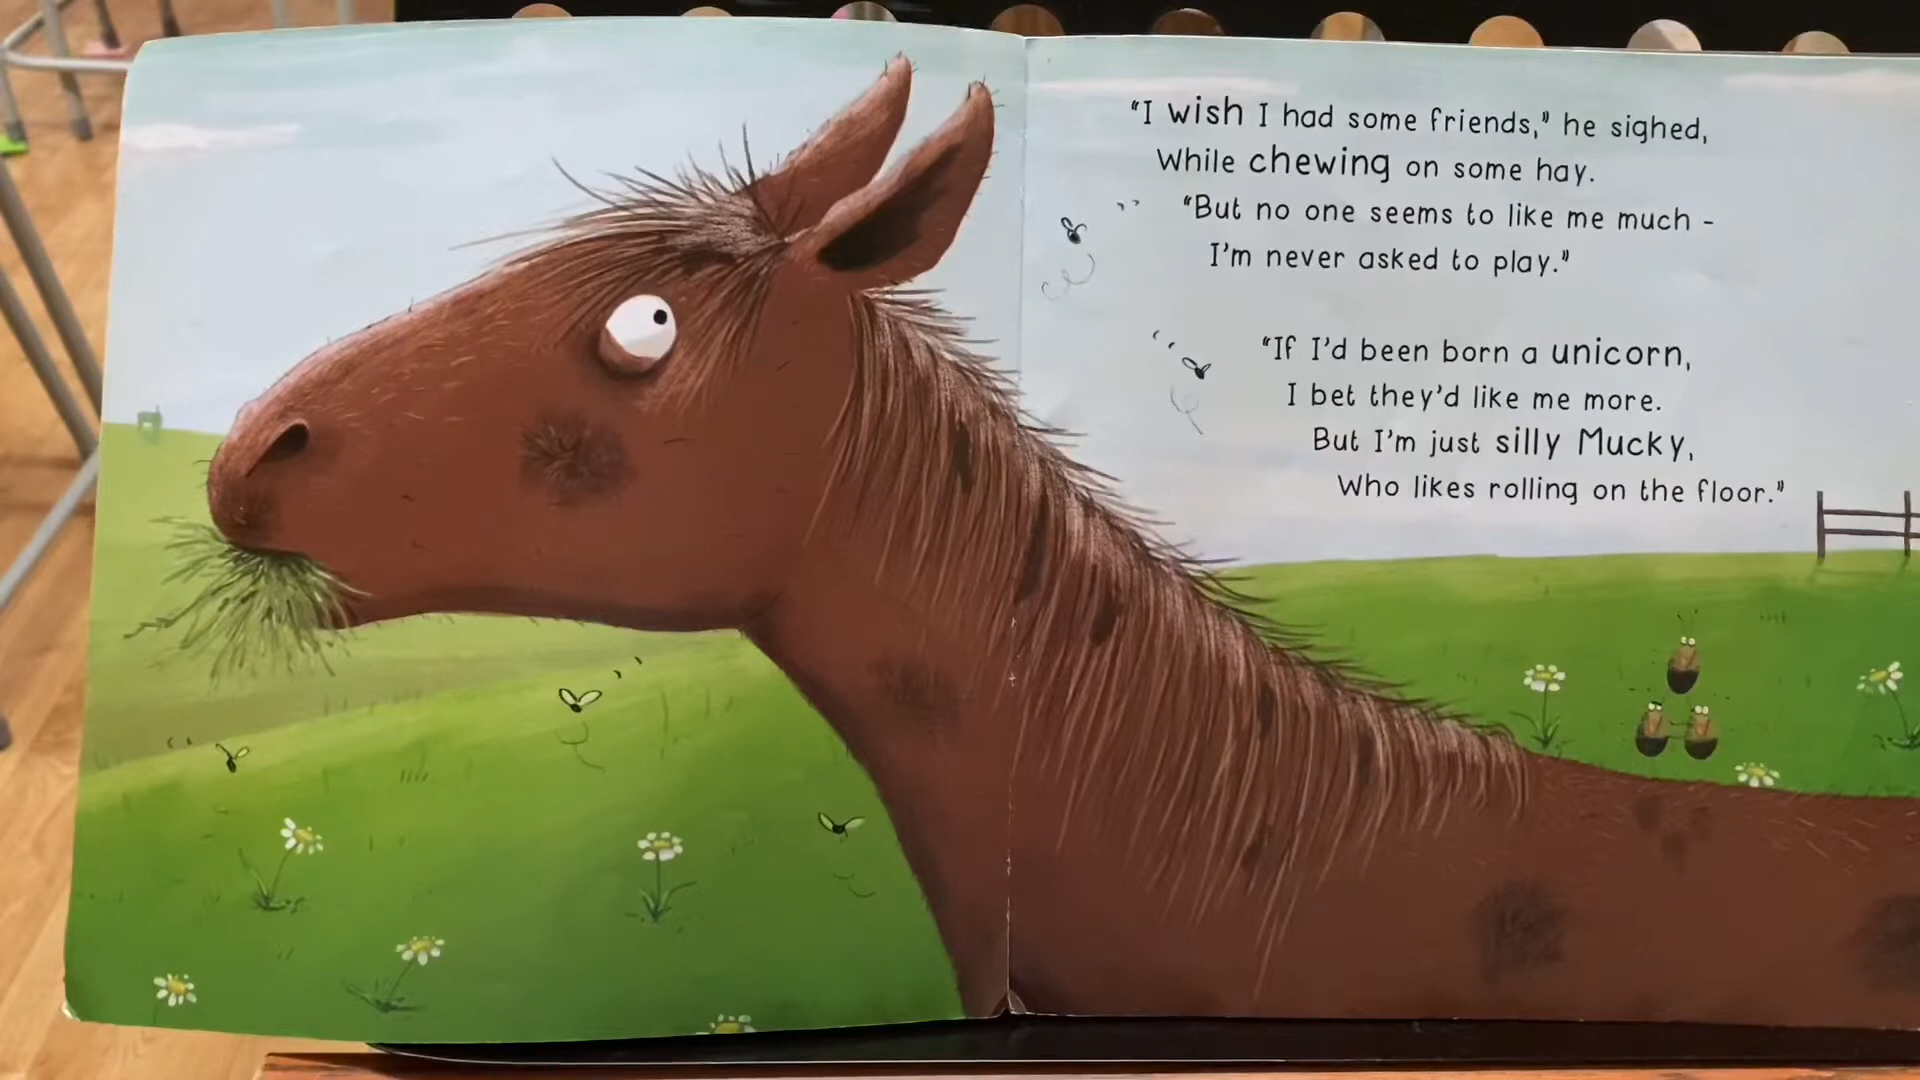 “I wish I had some friends,” he sighed,
While chewing on some hay.
“But no one seems to like me much -
I’m never asked to play.”
“If I’d been born a unicorn,
I bet they’d like me more.
But I’m just silly Mucky,
Who likes rolling on the floor.”